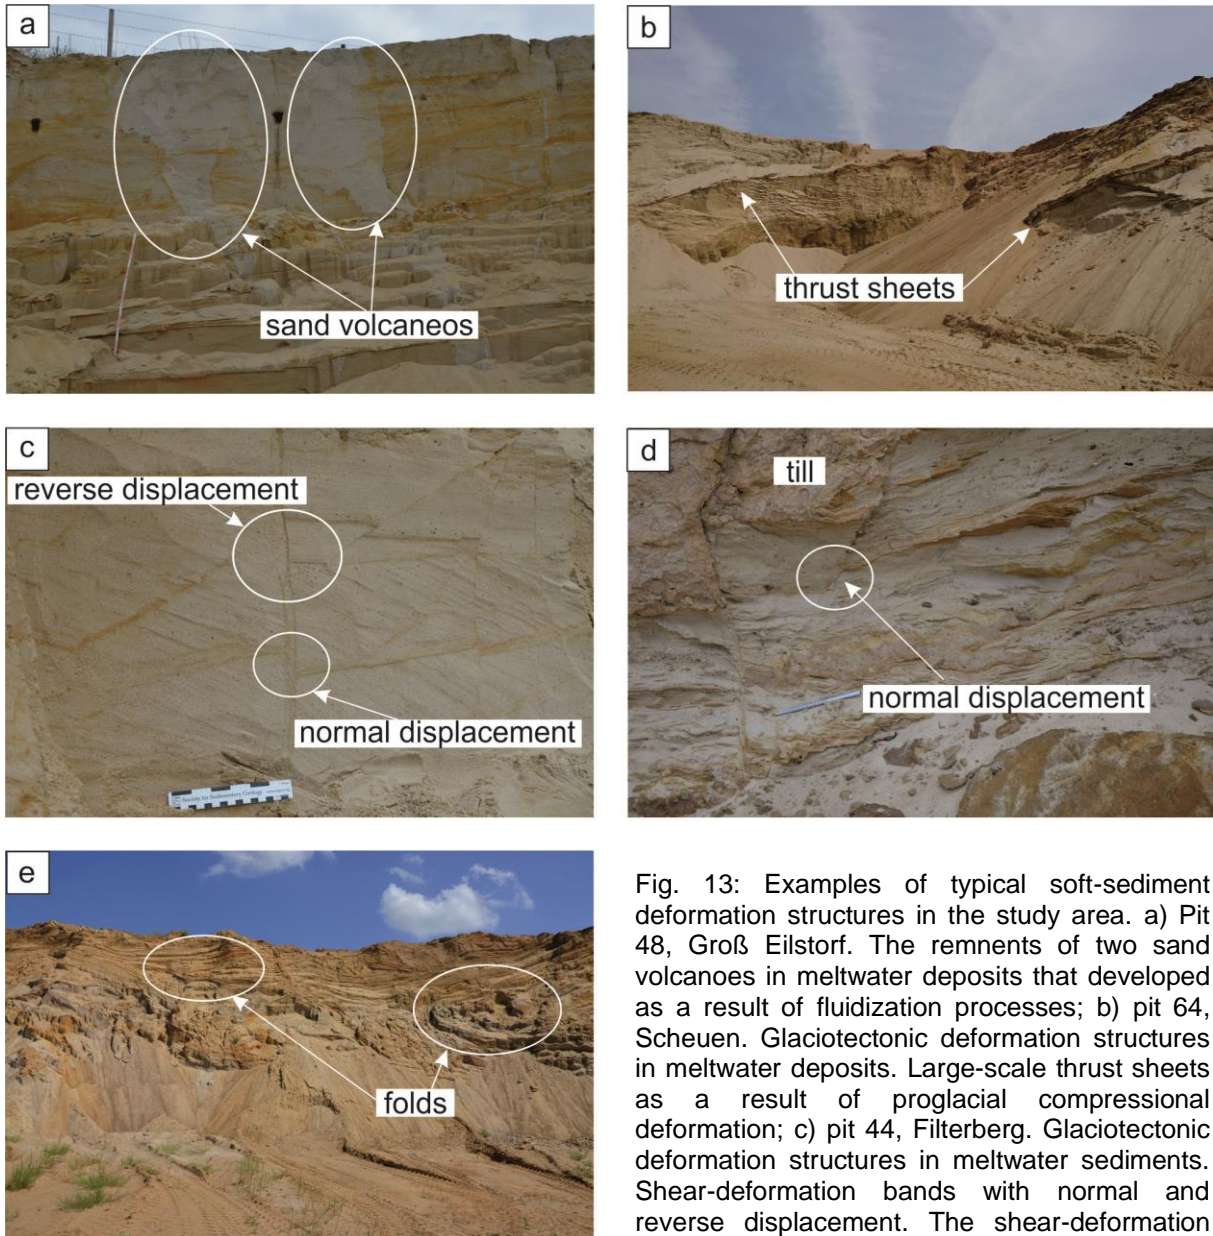 a
sand volcaneos
b
thrust sheets
c
reverse displacement
normal displacement
Society for Sedimentary Geology
d
till
normal displacement
e
folds
Fig. 13: Examples of typical soft-sediment
deformation structures in the study area. a) Pit
48, Groß Eilstorf. The remnents of two sand
volcanoes in meltwater deposits that developed
as a result of fluidization processes; b) pit 64,
Scheuen. Glaciotectonic deformation structures
in meltwater deposits. Large-scale thrust sheets
as a result of proglacial compressional
deformation; c) pit 44, Filterberg. Glaciotectonic
deformation structures in meltwater sediments.
Shear-deformation bands with normal and
reverse displacement. The shear-deformation